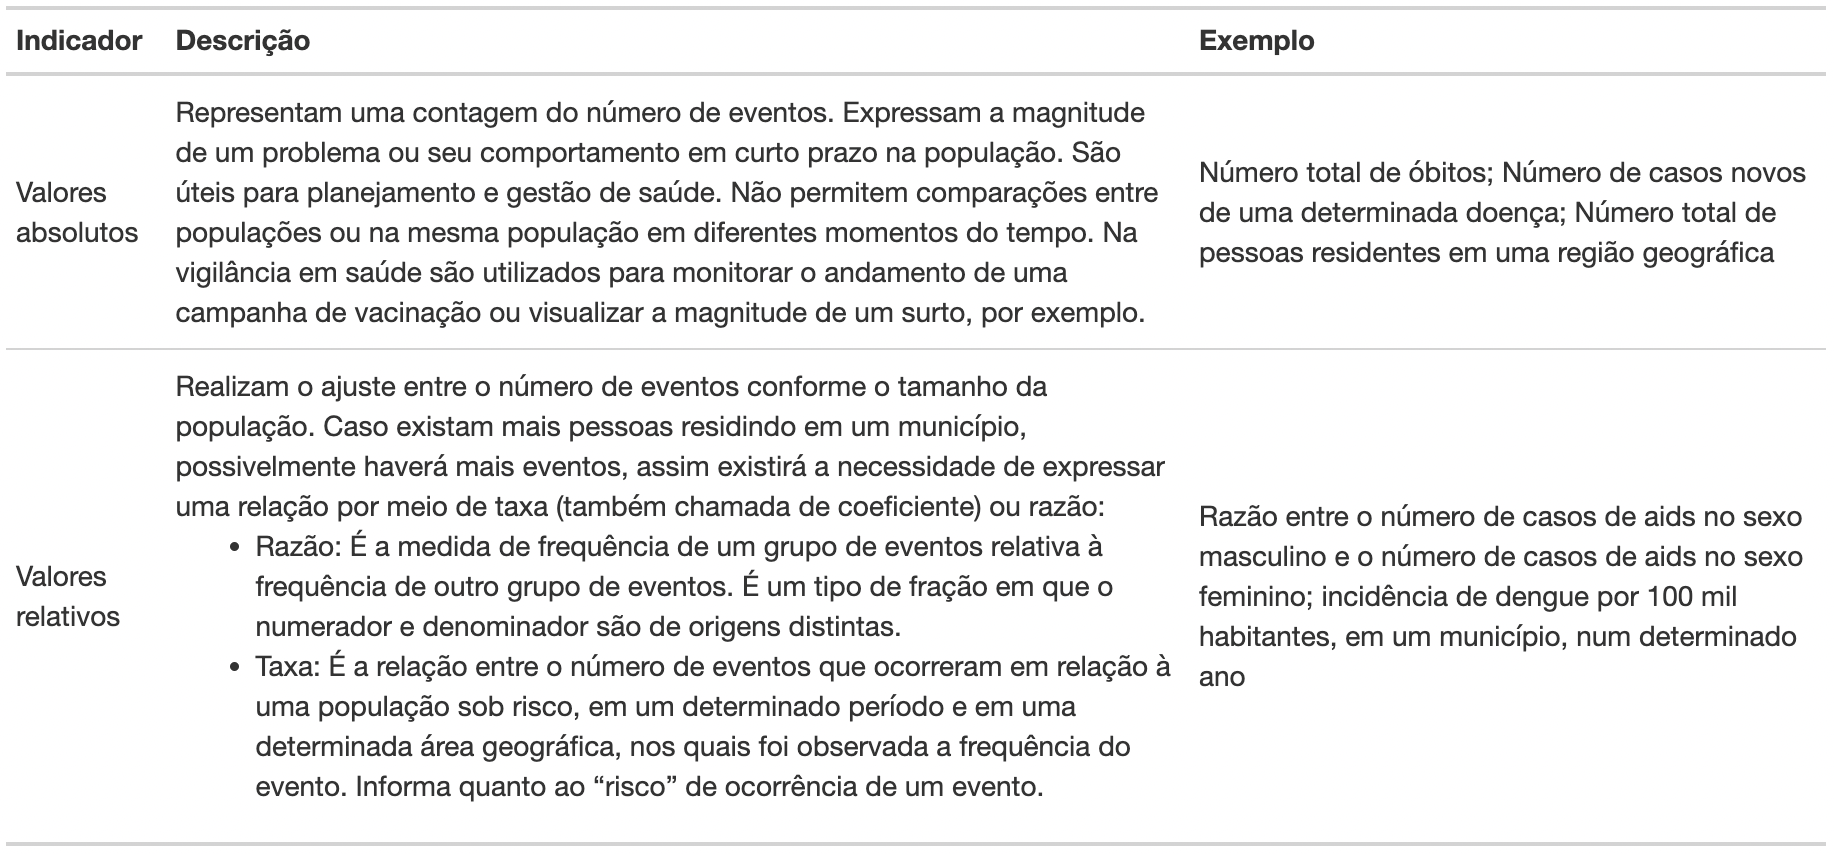 Indicador Descrição Exemplo
Valores absolutos
Representam uma contagem do número de eventos. Expressam a magnitude
de um problema ou seu comportamento em curto prazo na população. São
úteis para planejamento e gestão de saúde. Não permitem comparações entre
populações ou na mesma população em diferentes momentos do tempo. Na
vigilância em saúde são utilizados para monitorar o andamento de uma
campanha de vacinação ou visualizar a magnitude de um surto, por exemplo.
Número total de óbitos; Número de casos novos
de uma determinada doença; Número total de
pessoas residentes em uma região geográfica
Valores
relativos
Realizam o ajuste entre o número de eventos conforme o tamanho da
população. Caso existam mais pessoas residindo em um município,
possivelmente haverá mais eventos, assim existirá a necessidade de expressar
uma relação por meio de taxa (também chamada de coeficiente) ou razão:
• Razão: É a medida de frequência de um grupo de eventos relativa à
frequência de outro grupo de eventos. É um tipo de fração em que o
numerador e denominador são de origens distintas.
• Taxa: É a relação entre o número de eventos que ocorreram em relação à
uma população sob risco, em um determinado período e em uma
determinada área geográfica, nos quais foi observada a frequência do
evento. Informa quanto ao “risco” de ocorrência de um evento.
Razão entre o número de casos de aids no sexo
masculino e o número de casos de aids no sexo
feminino; incidência de dengue por 100 mil
habitantes, em um município, num determinado
ano